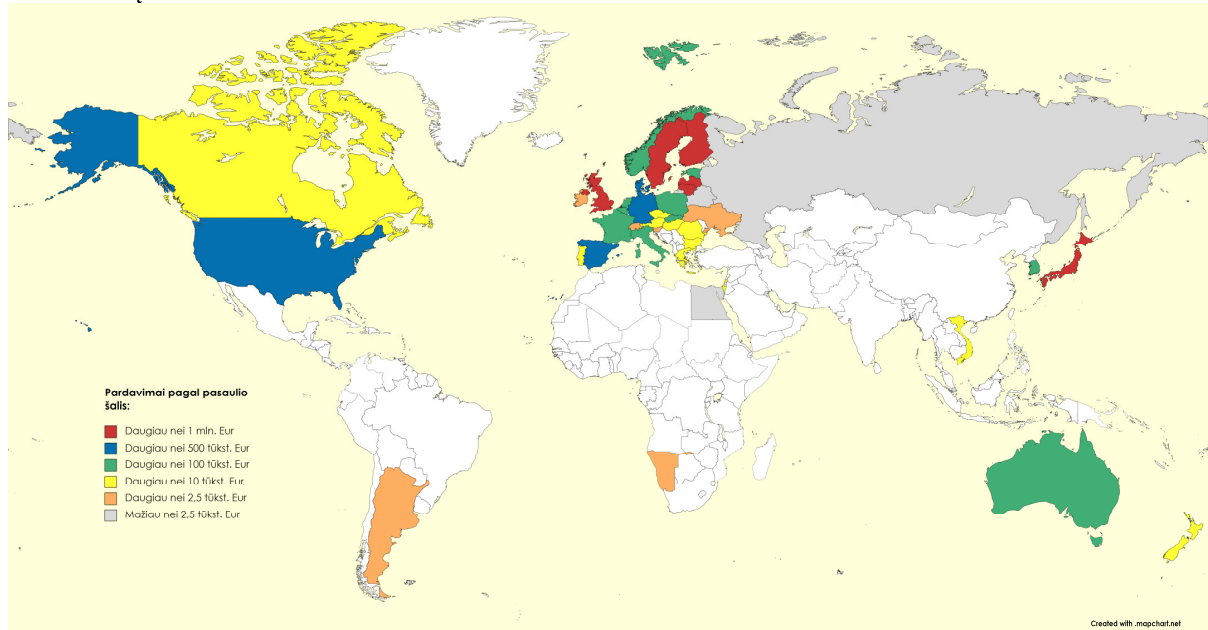 Pardavimai pagal pasaulio
šalis:
Daugiau nei 1 mln. Eur
Daugiau nei 500 tūkst. Eur
Daugiau nei 100 tūkst. Eur
Daugiau nei 10 tūkst. Eur
Daugiau nei 2,5 tūkst. Eur
Mažiau nei 2,5 tūkst. Eur
Created with .mapchart.net